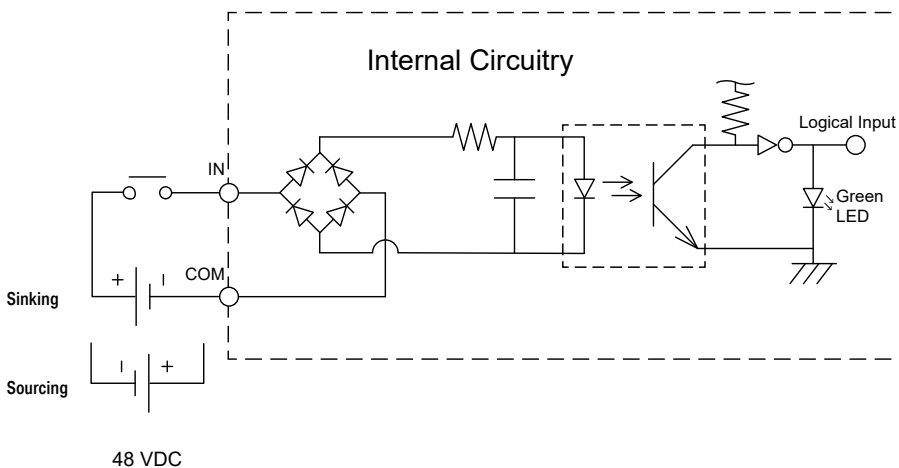 Internal Circuitry
Logical Input
IN
Green
LED
COM
+ –
Sinking
– +
Sourcing
48 VDC